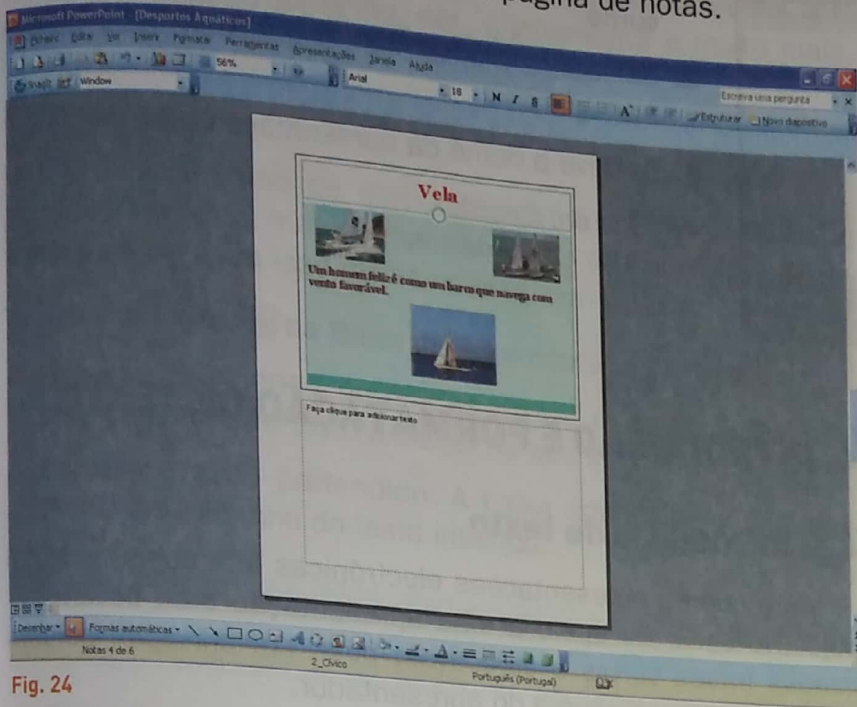 página de notas.
Microsoft PowerPoint - [Desportos Aquáticos]
Ficheiro Editar Ver Inserir Formatar Ferramentas Apresentações Janela Ajuda
Escreva uma pergunta
56% Arial 18 N I S
SnagIt Window
Estruturar Novo diapositivo
Vela
Um homem feliz é como um barco que navega com
vento favorável.
Faça clique para adicionar texto
Desenhar Formas automáticas
Notas 4 de 6 2_Cívico Português (Portugal)
Fig. 24